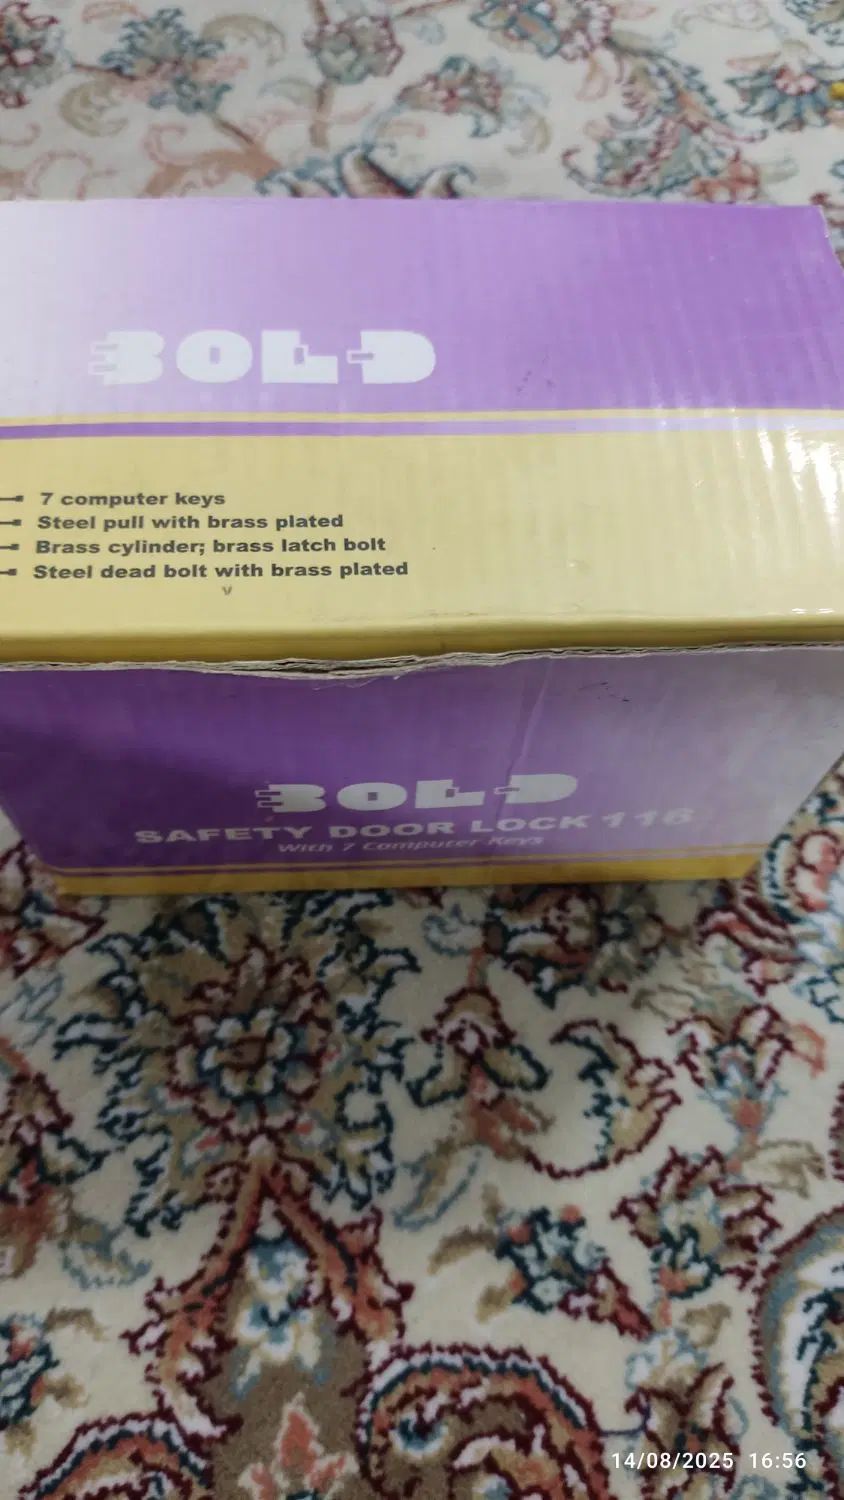 BOLD
7 computer keys
Steel pull with brass plated
Brass cylinder; brass latch bolt
Steel dead bolt with brass plated
BOLD
SAFETY DOOR LOCK 116
With 7 Computer Keys
14/08/2025 16:56